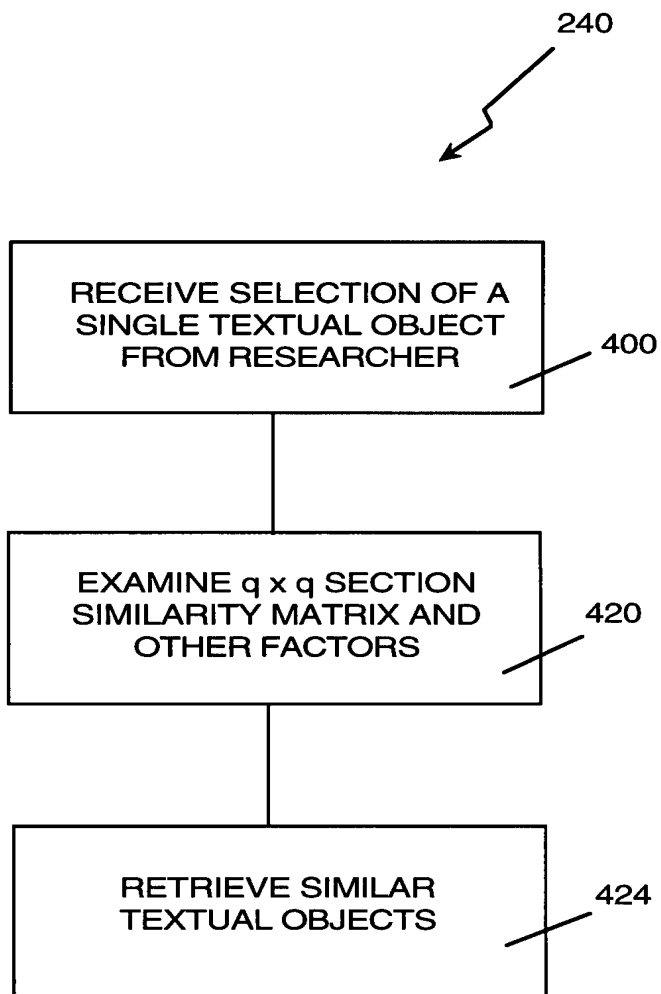 240
RECEIVE SELECTION OF A
SINGLE TEXTUAL OBJECT
FROM RESEARCHER
400
EXAMINE q x q SECTION
SIMILARITY MATRIX AND
OTHER FACTORS
420
RETRIEVE SIMILAR
TEXTUAL OBJECTS
424